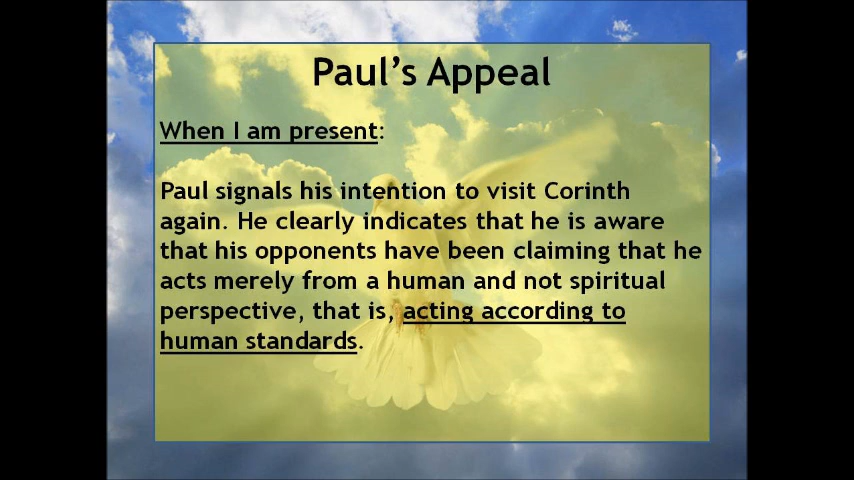 Paul’s Appeal
When I am present:
Paul signals his intention to visit Corinth
again. He clearly indicates that he is aware
that his opponents have been claiming that he
acts merely from a human and not spiritual
perspective, that is, acting according to
human standards.